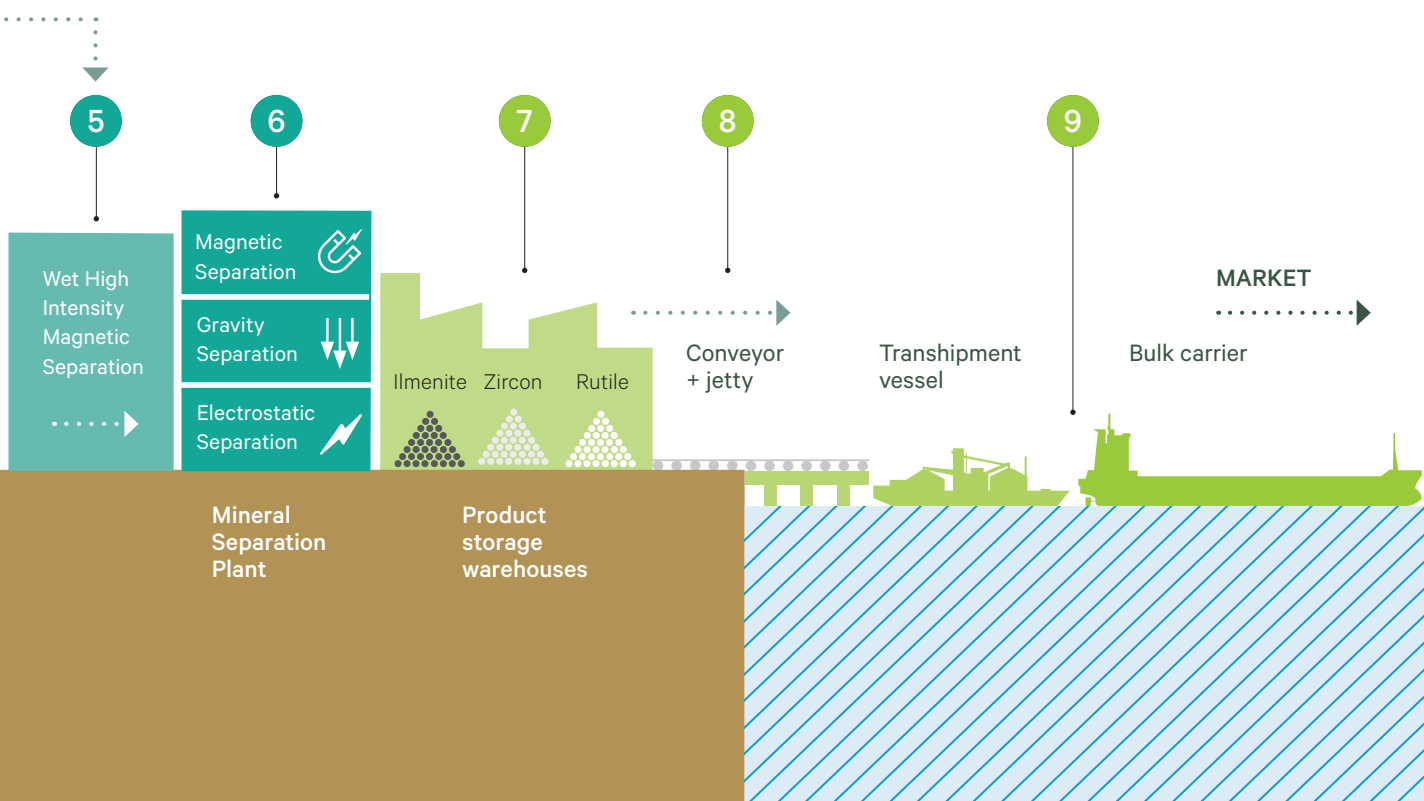 5
6
7
8
9
Wet High
Intensity
Magnetic
Separation
Magnetic
Separation
Gravity
Separation
Electrostatic
Separation
Ilmenite
Zircon
Rutile
Conveyor
+ jetty
Transhipment
vessel
Bulk carrier
MARKET
Mineral
Separation
Plant
Product
storage
warehouses